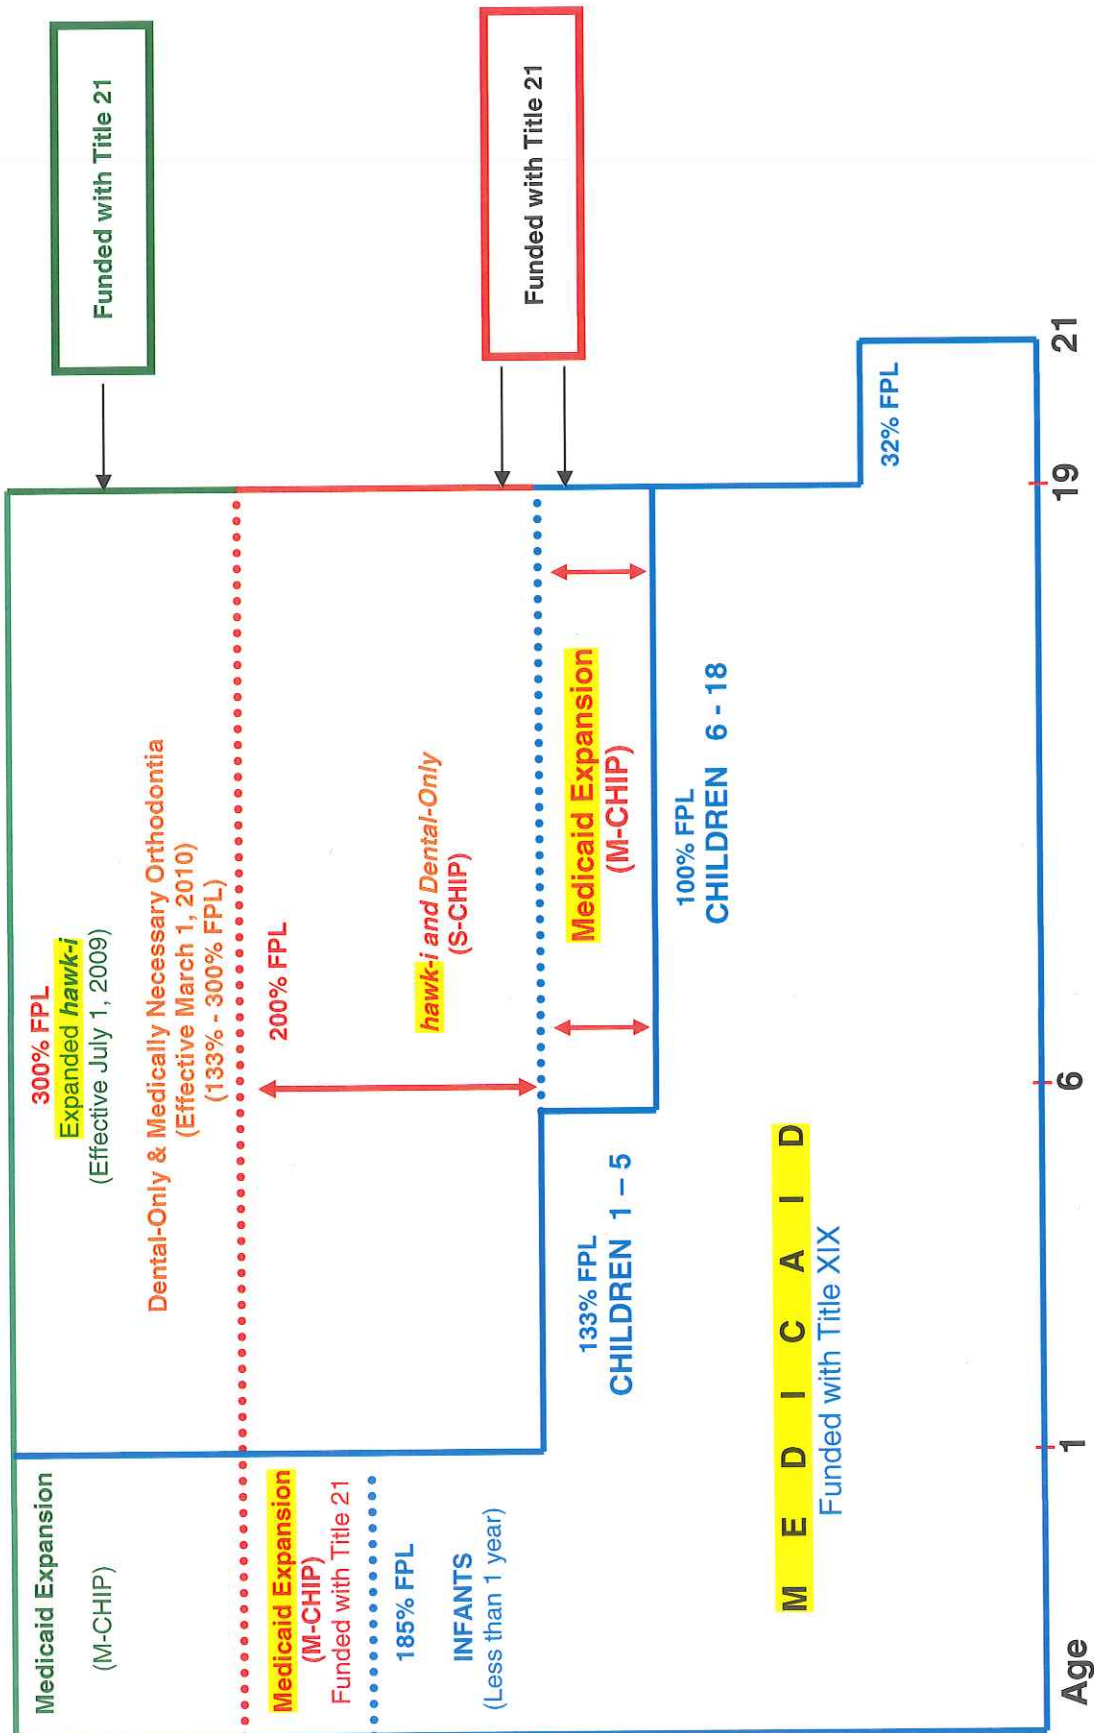 Medicaid Expansion
(M-CHIP)
300% FPL
Expanded hawk-i
(Effective July 1, 2009)
Dental-Only & Medically Necessary Orthodontia
(Effective March 1, 2010)
(133% - 300% FPL)
Funded with Title 21
200% FPL
Medicaid Expansion
(M-CHIP)
Funded with Title 21
hawk-i and Dental-Only
(S-CHIP)
Funded with Title 21
185% FPL
INFANTS
(Less than 1 year)
133% FPL
CHILDREN 1 – 5
Medicaid Expansion
(M-CHIP)
100% FPL
CHILDREN 6 - 18
M E D I C A I D
Funded with Title XIX
32% FPL
Age 1 6 19 21